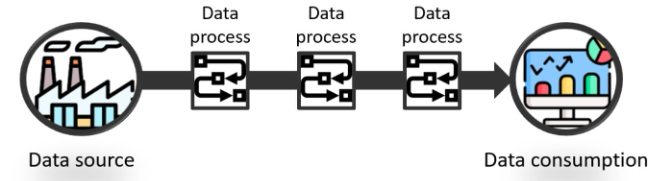 Data
process
Data
process
Data
process
Data source
Data consumption